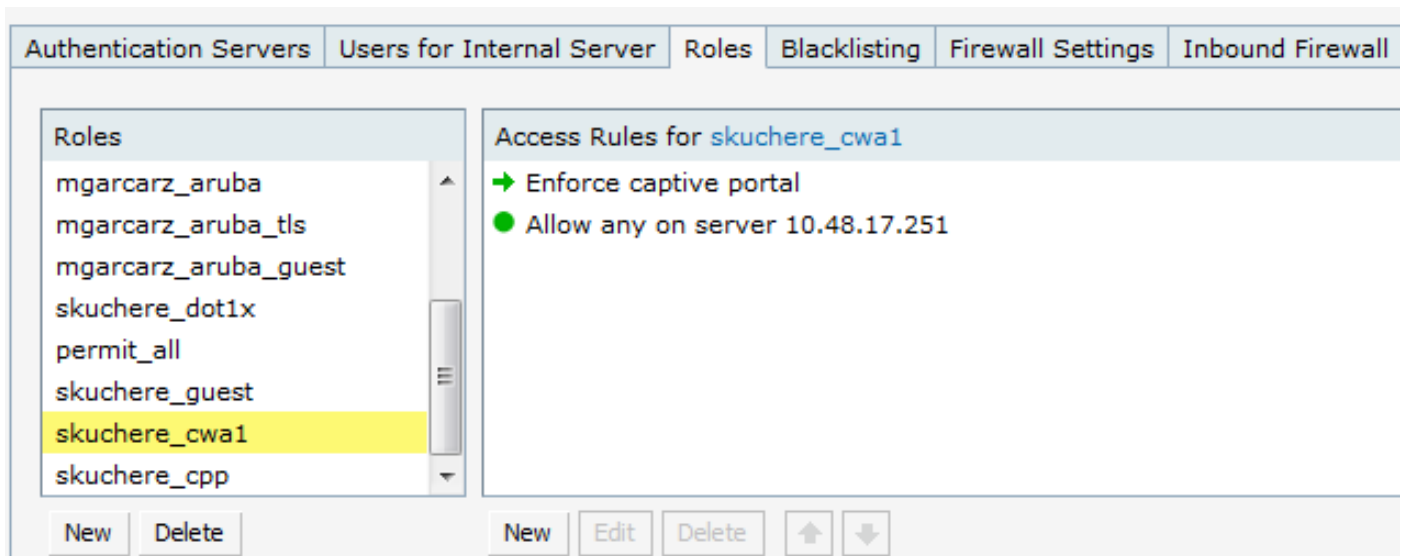 Authentication Servers Users for Internal Server Roles Blacklisting Firewall Settings Inbound Firewall
Roles
mgarcarz_aruba
mgarcarz_aruba_tls
mgarcarz_aruba_guest
skuchere_dot1x
permit_all
skuchere_guest
skuchere_cwa1
skuchere_cpp
New Delete
Access Rules for skuchere_cwa1
Enforce captive portal
Allow any on server 10.48.17.251
New Edit Delete